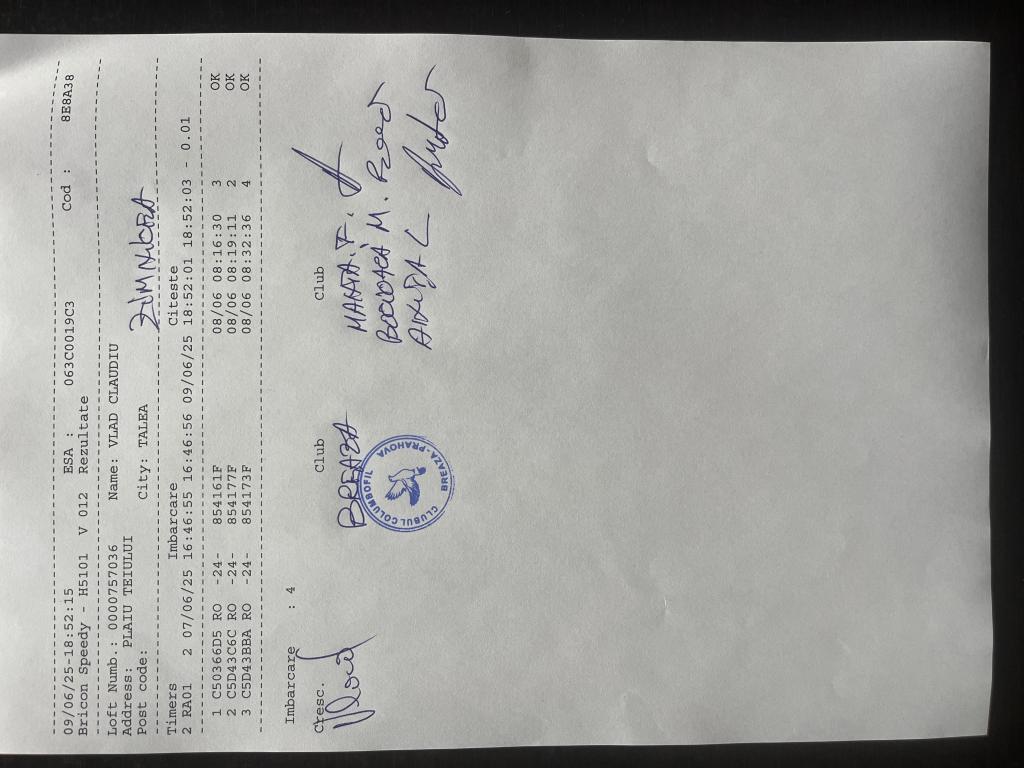 09/06/25-18:52:15 ESA : 063C0019C3 Cod : 8E8A38
Bricon Speedy - H5101 V 012 Rezultate
Loft Numb.: 0000757036 Name: VLAD CLAUDIU
Address: PLAIU TEIULUI
Post code: City: TALEA
Timers Imbarcare Citeste
2 RA01 2 07/06/25 16:46:55 16:46:56 09/06/25 18:52:01 18:52:03 - 0.01
1 C50366D5 RO -24- 854161F 08/06 08:16:30 3 OK
2 C5D43C6C RO -24- 854177F 08/06 08:19:11 2 OK
3 C5D43BBA RO -24- 854173F 08/06 08:32:36 4 OK
Imbarcare : 4
Cresc. Club Club
Vlad
BREAZA
CLUBUL COLUMBOFIL
BREAZA-PRAHOVA